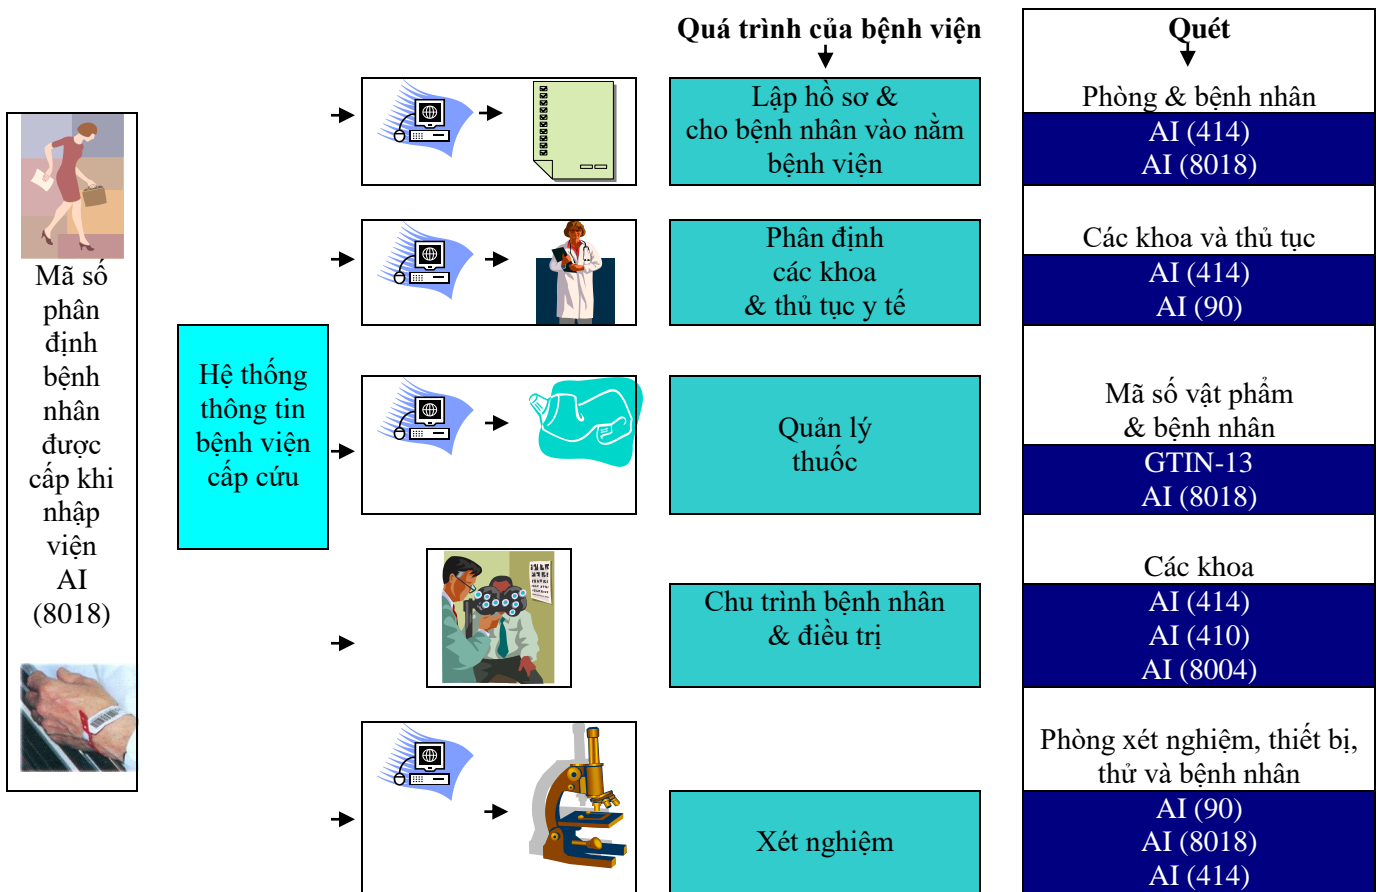 Quá trình của bệnh viện
Quét
Mã số
phân
định
bệnh
nhân
được
cấp khi
nhập
viện
AI
(8018)
Hệ thống
thông tin
bệnh viện
cấp cứu
Lập hồ sơ &
cho bệnh nhân vào nằm
bệnh viện
Phòng & bệnh nhân
AI (414)
AI (8018)
Phân định
các khoa
& thủ tục y tế
Các khoa và thủ tục
AI (414)
AI (90)
Quản lý
thuốc
Mã số vật phẩm
& bệnh nhân
GTIN-13
AI (8018)
Chu trình bệnh nhân
& điều trị
Các khoa
AI (414)
AI (410)
AI (8004)
Xét nghiệm
Phòng xét nghiệm, thiết bị,
thử và bệnh nhân
AI (90)
AI (8018)
AI (414)